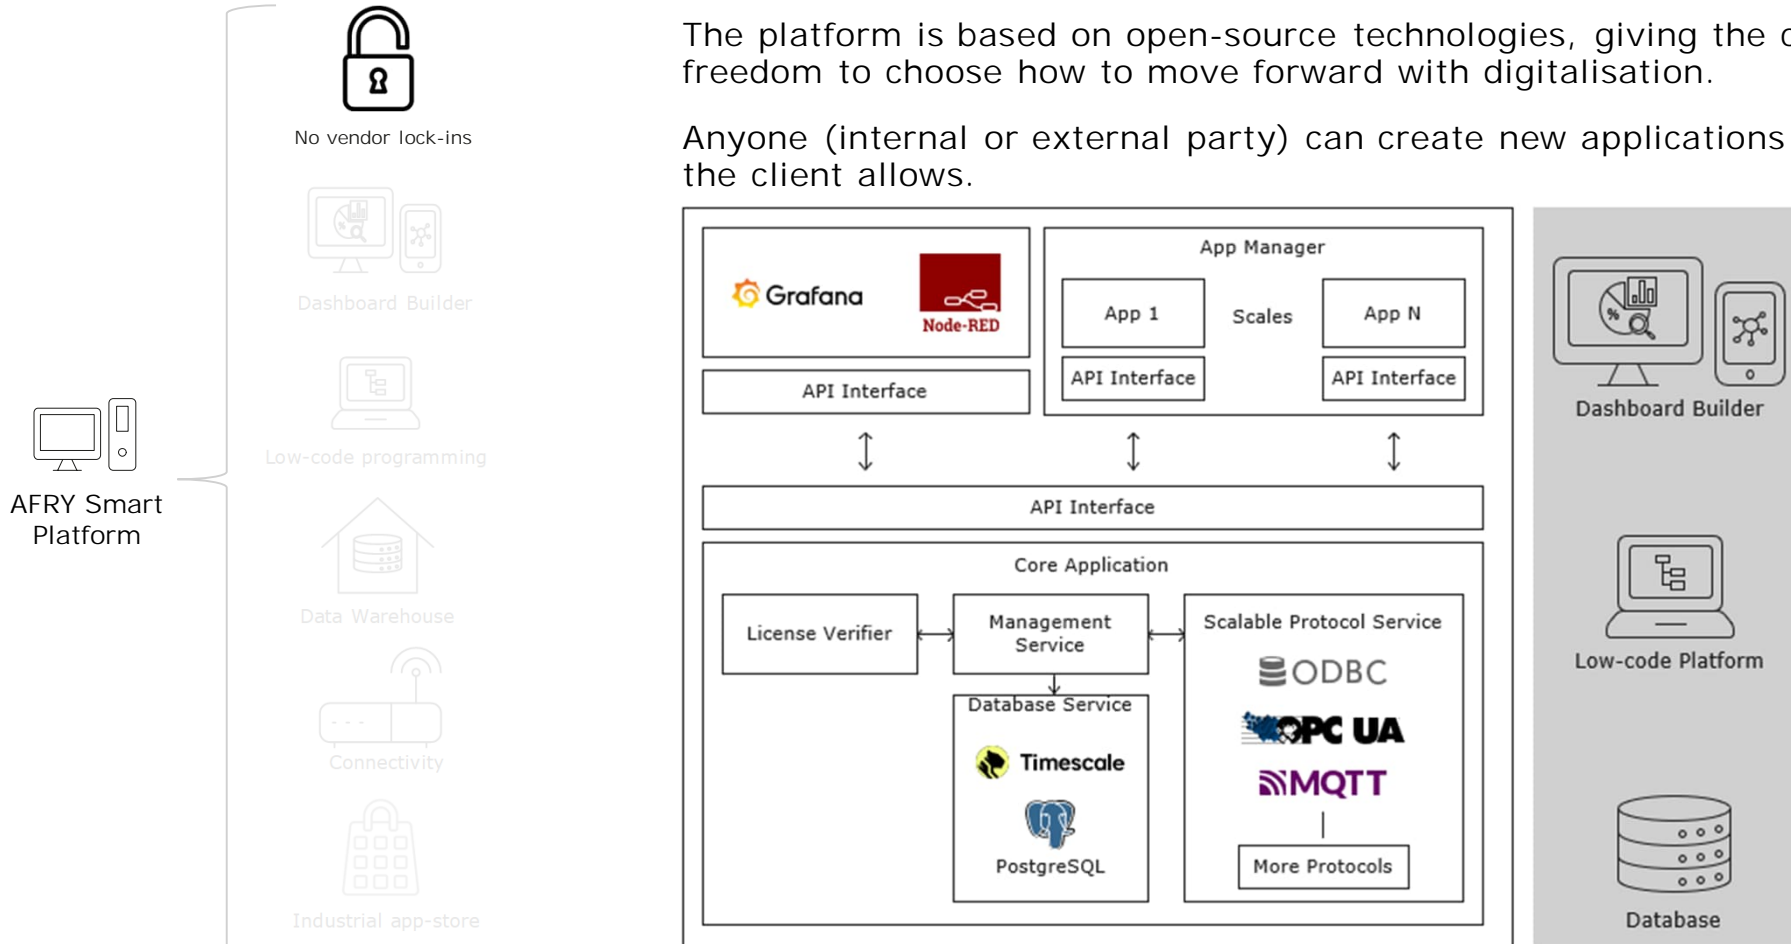 No vendor lock-ins
Dashboard Builder
Low-code programming
AFRY Smart
Platform
Data Warehouse
Connectivity
Industrial app-store
The platform is based on open-source technologies, giving the
freedom to choose how to move forward with digitalisation.
Anyone (internal or external party) can create new applications
the client allows.
Grafana
Node-RED
API Interface
App Manager
App 1
Scales
App N
API Interface
API Interface
API Interface
Core Application
License Verifier
Management
Service
Scalable Protocol Service
ODBC
OPC UA
MQTT
More Protocols
Database Service
Timescale
PostgreSQL
Dashboard Builder
Low-code Platform
Database